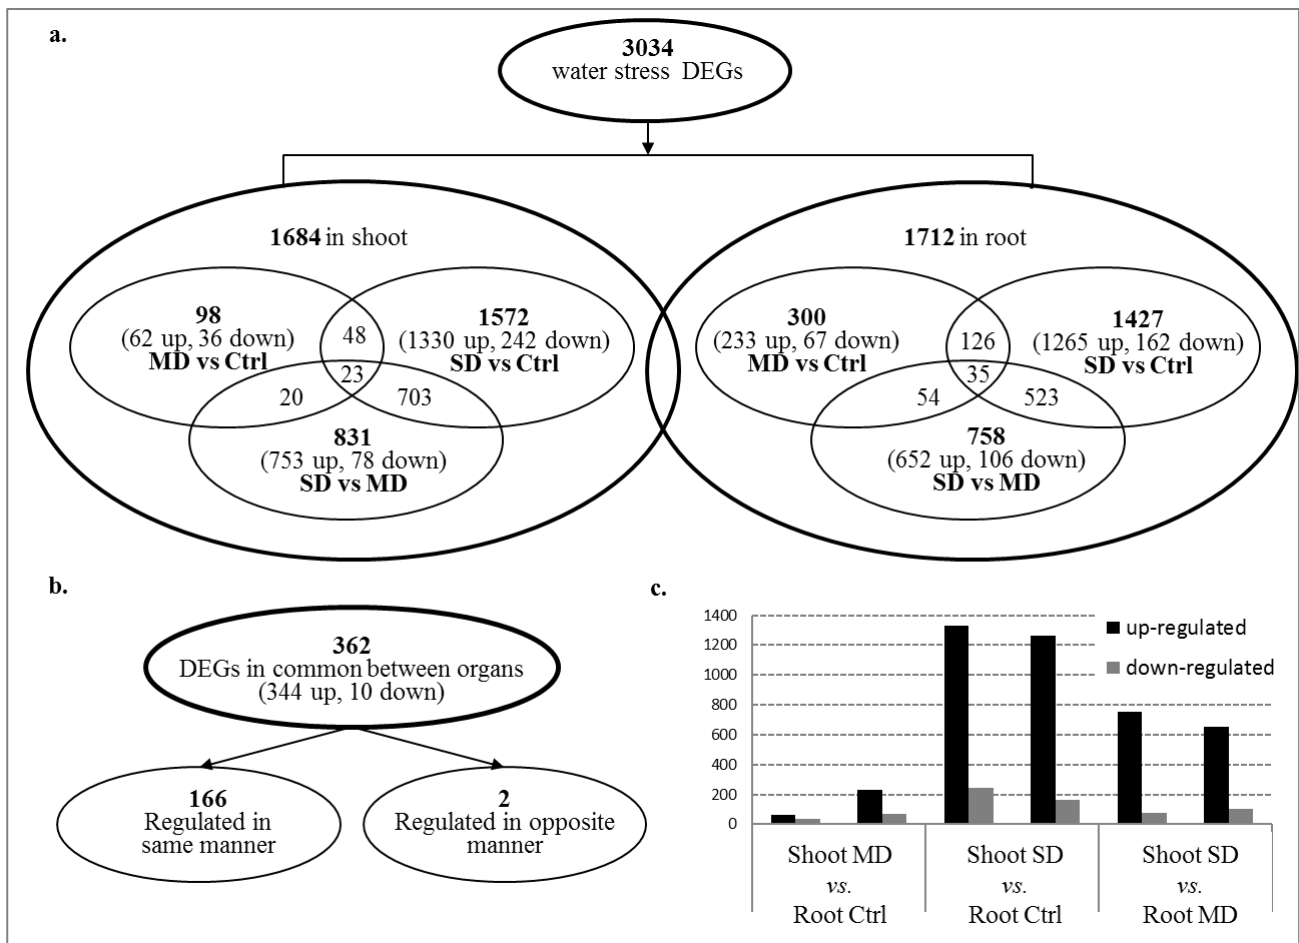 a.
3034
water stress DEGs
1684 in shoot
98
(62 up, 36 down)
MD vs Ctrl
48
1572
(1330 up, 242 down)
SD vs Ctrl
23
20
703
831
(753 up, 78 down)
SD vs MD
1712 in root
300
(233 up, 67 down)
MD vs Ctrl
126
1427
(1265 up, 162 down)
SD vs Ctrl
35
54
523
758
(652 up, 106 down)
SD vs MD
b.
362
DEGs in common between organs
(344 up, 10 down)
166
Regulated in
same manner
2
Regulated in opposite
manner
c.
1400
1200
1000
800
600
400
200
0
up-regulated
down-regulated
Shoot MD
vs.
Root Ctrl
Shoot SD
vs.
Root Ctrl
Shoot SD
vs.
Root MD